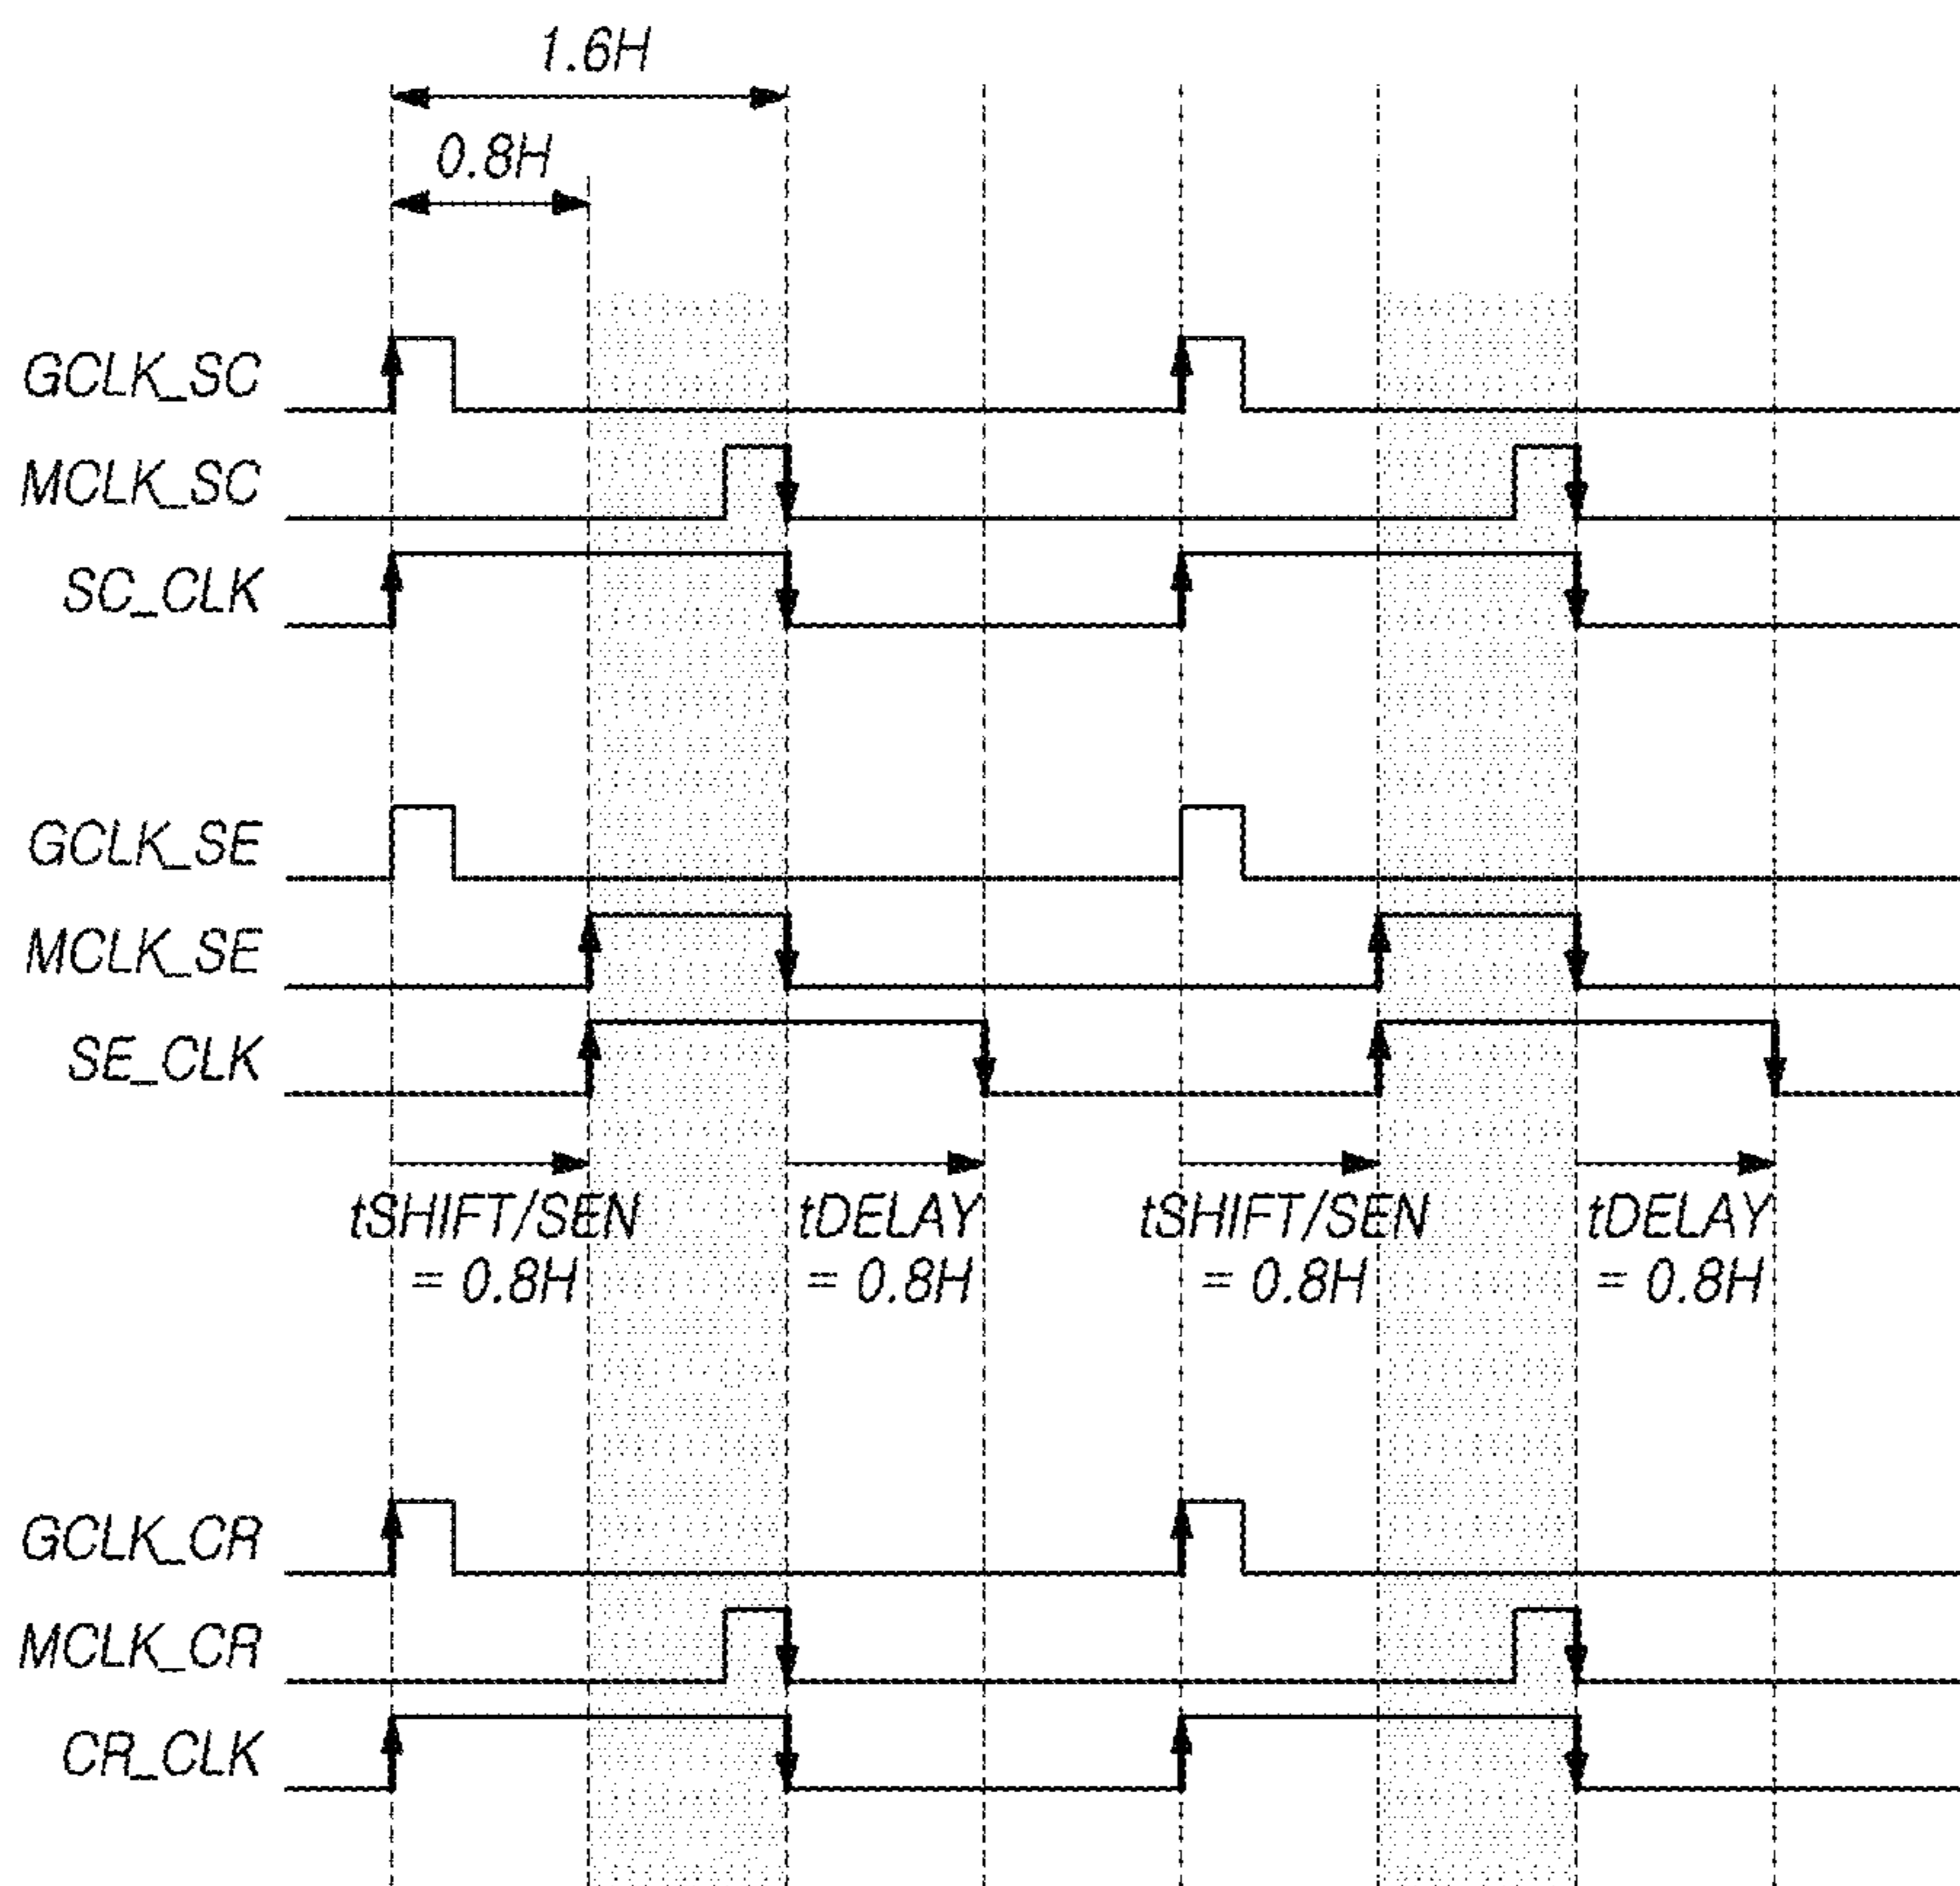 1.6H
0.8H
GCLK_SC
MCLK_SC
SC_CLK
GCLK_SE
MCLK_SE
SE_CLK
tSHIFT/SEN
= 0.8H
tDELAY
= 0.8H
tSHIFT/SEN
= 0.8H
tDELAY
= 0.8H
GCLK_CR
MCLK_CR
CR_CLK